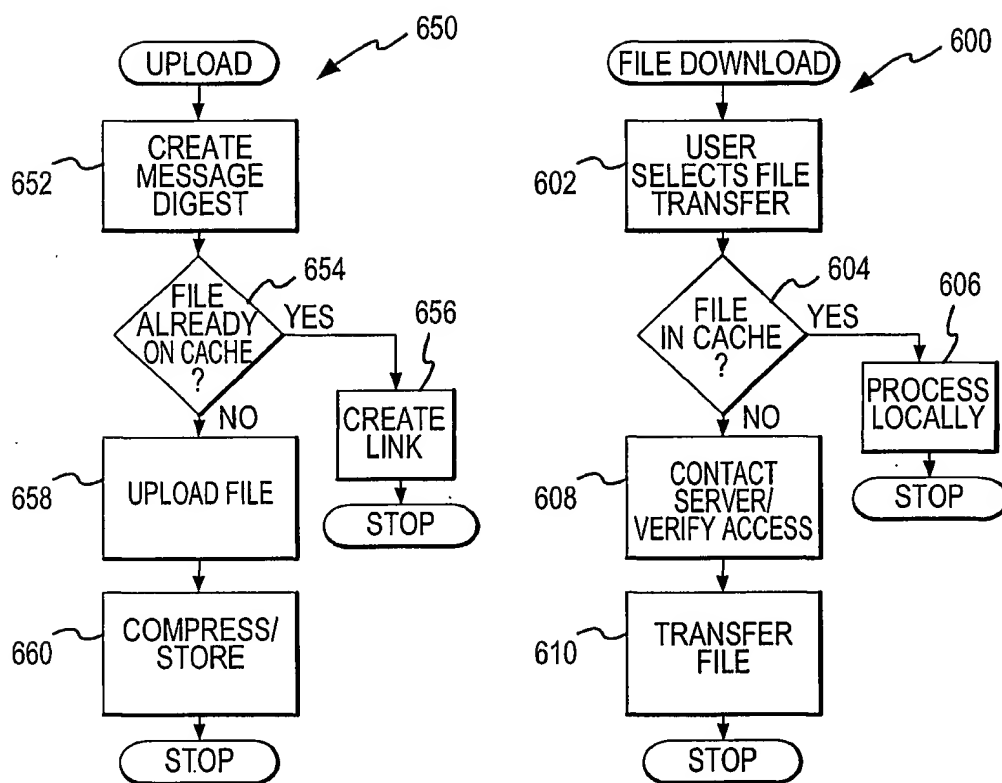 650
UPLOAD
652
CREATE
MESSAGE
DIGEST
654
FILE
ALREADY
ON CACHE
?
YES
656
CREATE
LINK
STOP
NO
658
UPLOAD FILE
660
COMPRESS/
STORE
STOP
600
FILE DOWNLOAD
602
USER
SELECTS FILE
TRANSFER
604
FILE
IN CACHE
?
YES
606
PROCESS
LOCALLY
STOP
NO
608
CONTACT
SERVER/
VERIFY ACCESS
610
TRANSFER
FILE
STOP